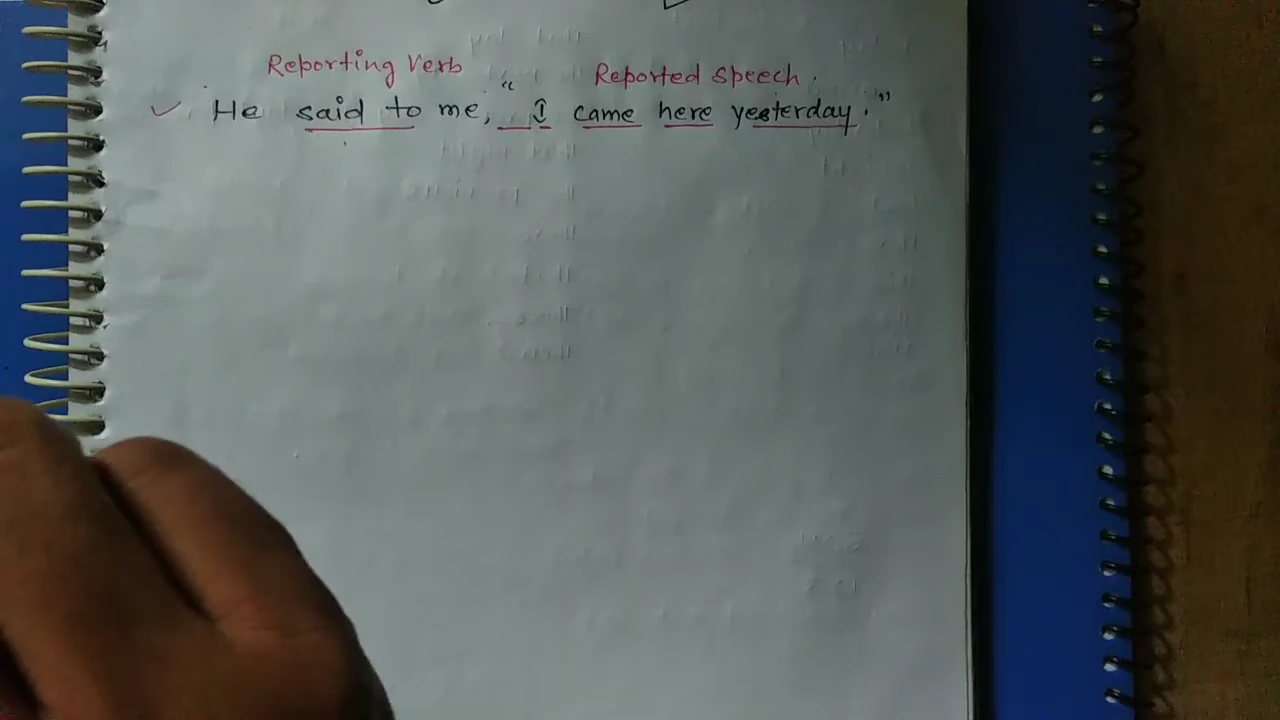 Reporting Verb Reported Speech.
He said to me, "I came here yesterday."